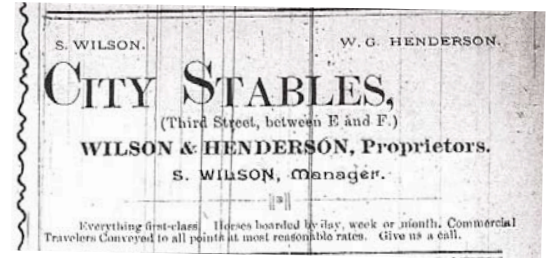 S. WILSON. W. G. HENDERSON.
CITY STABLES,
(Third Street, between E and F.)
WILSON & HENDERSON, Proprietors.
S. WILSON, Manager.
Everything first-class. Horses boarded by day, week or month. Commercial
Travelers Conveyed to all points at most reasonable rates. Give us a call.